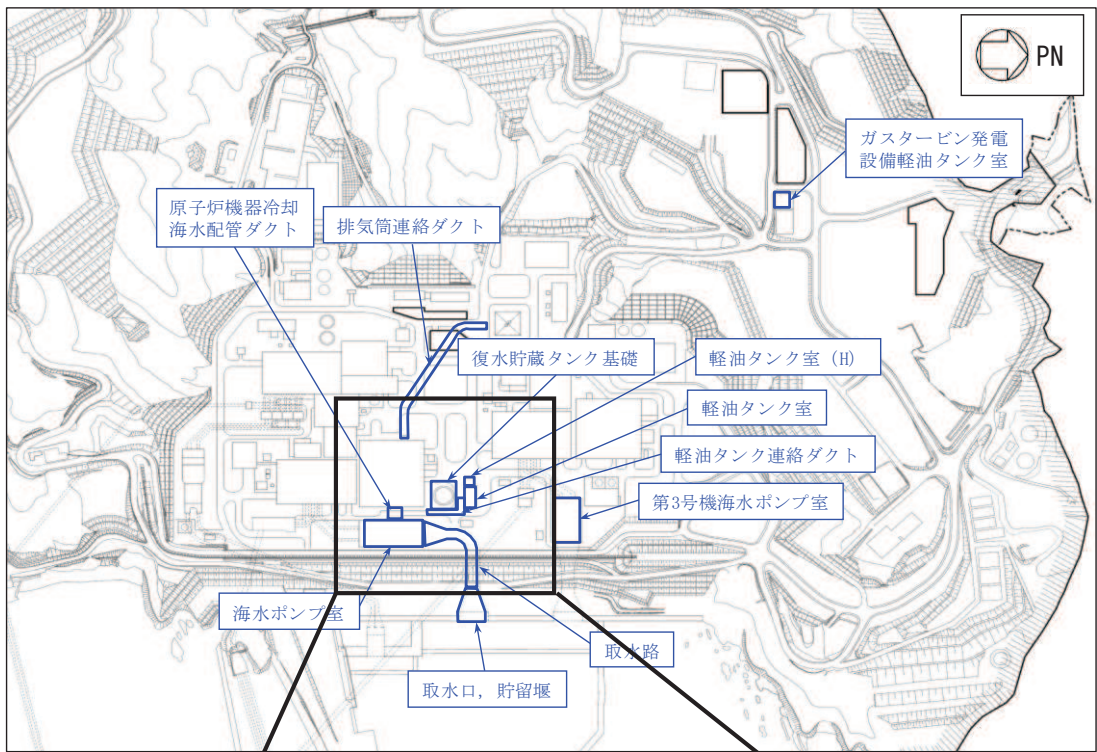 PN
ガスタービン発電
設備軽油タンク室
原子炉機器冷却
海水配管ダクト
排気筒連絡ダクト
復水貯蔵タンク基礎
軽油タンク室（H）
軽油タンク室
軽油タンク連絡ダクト
第3号機海水ポンプ室
海水ポンプ室
取水路
取水口，貯留堰